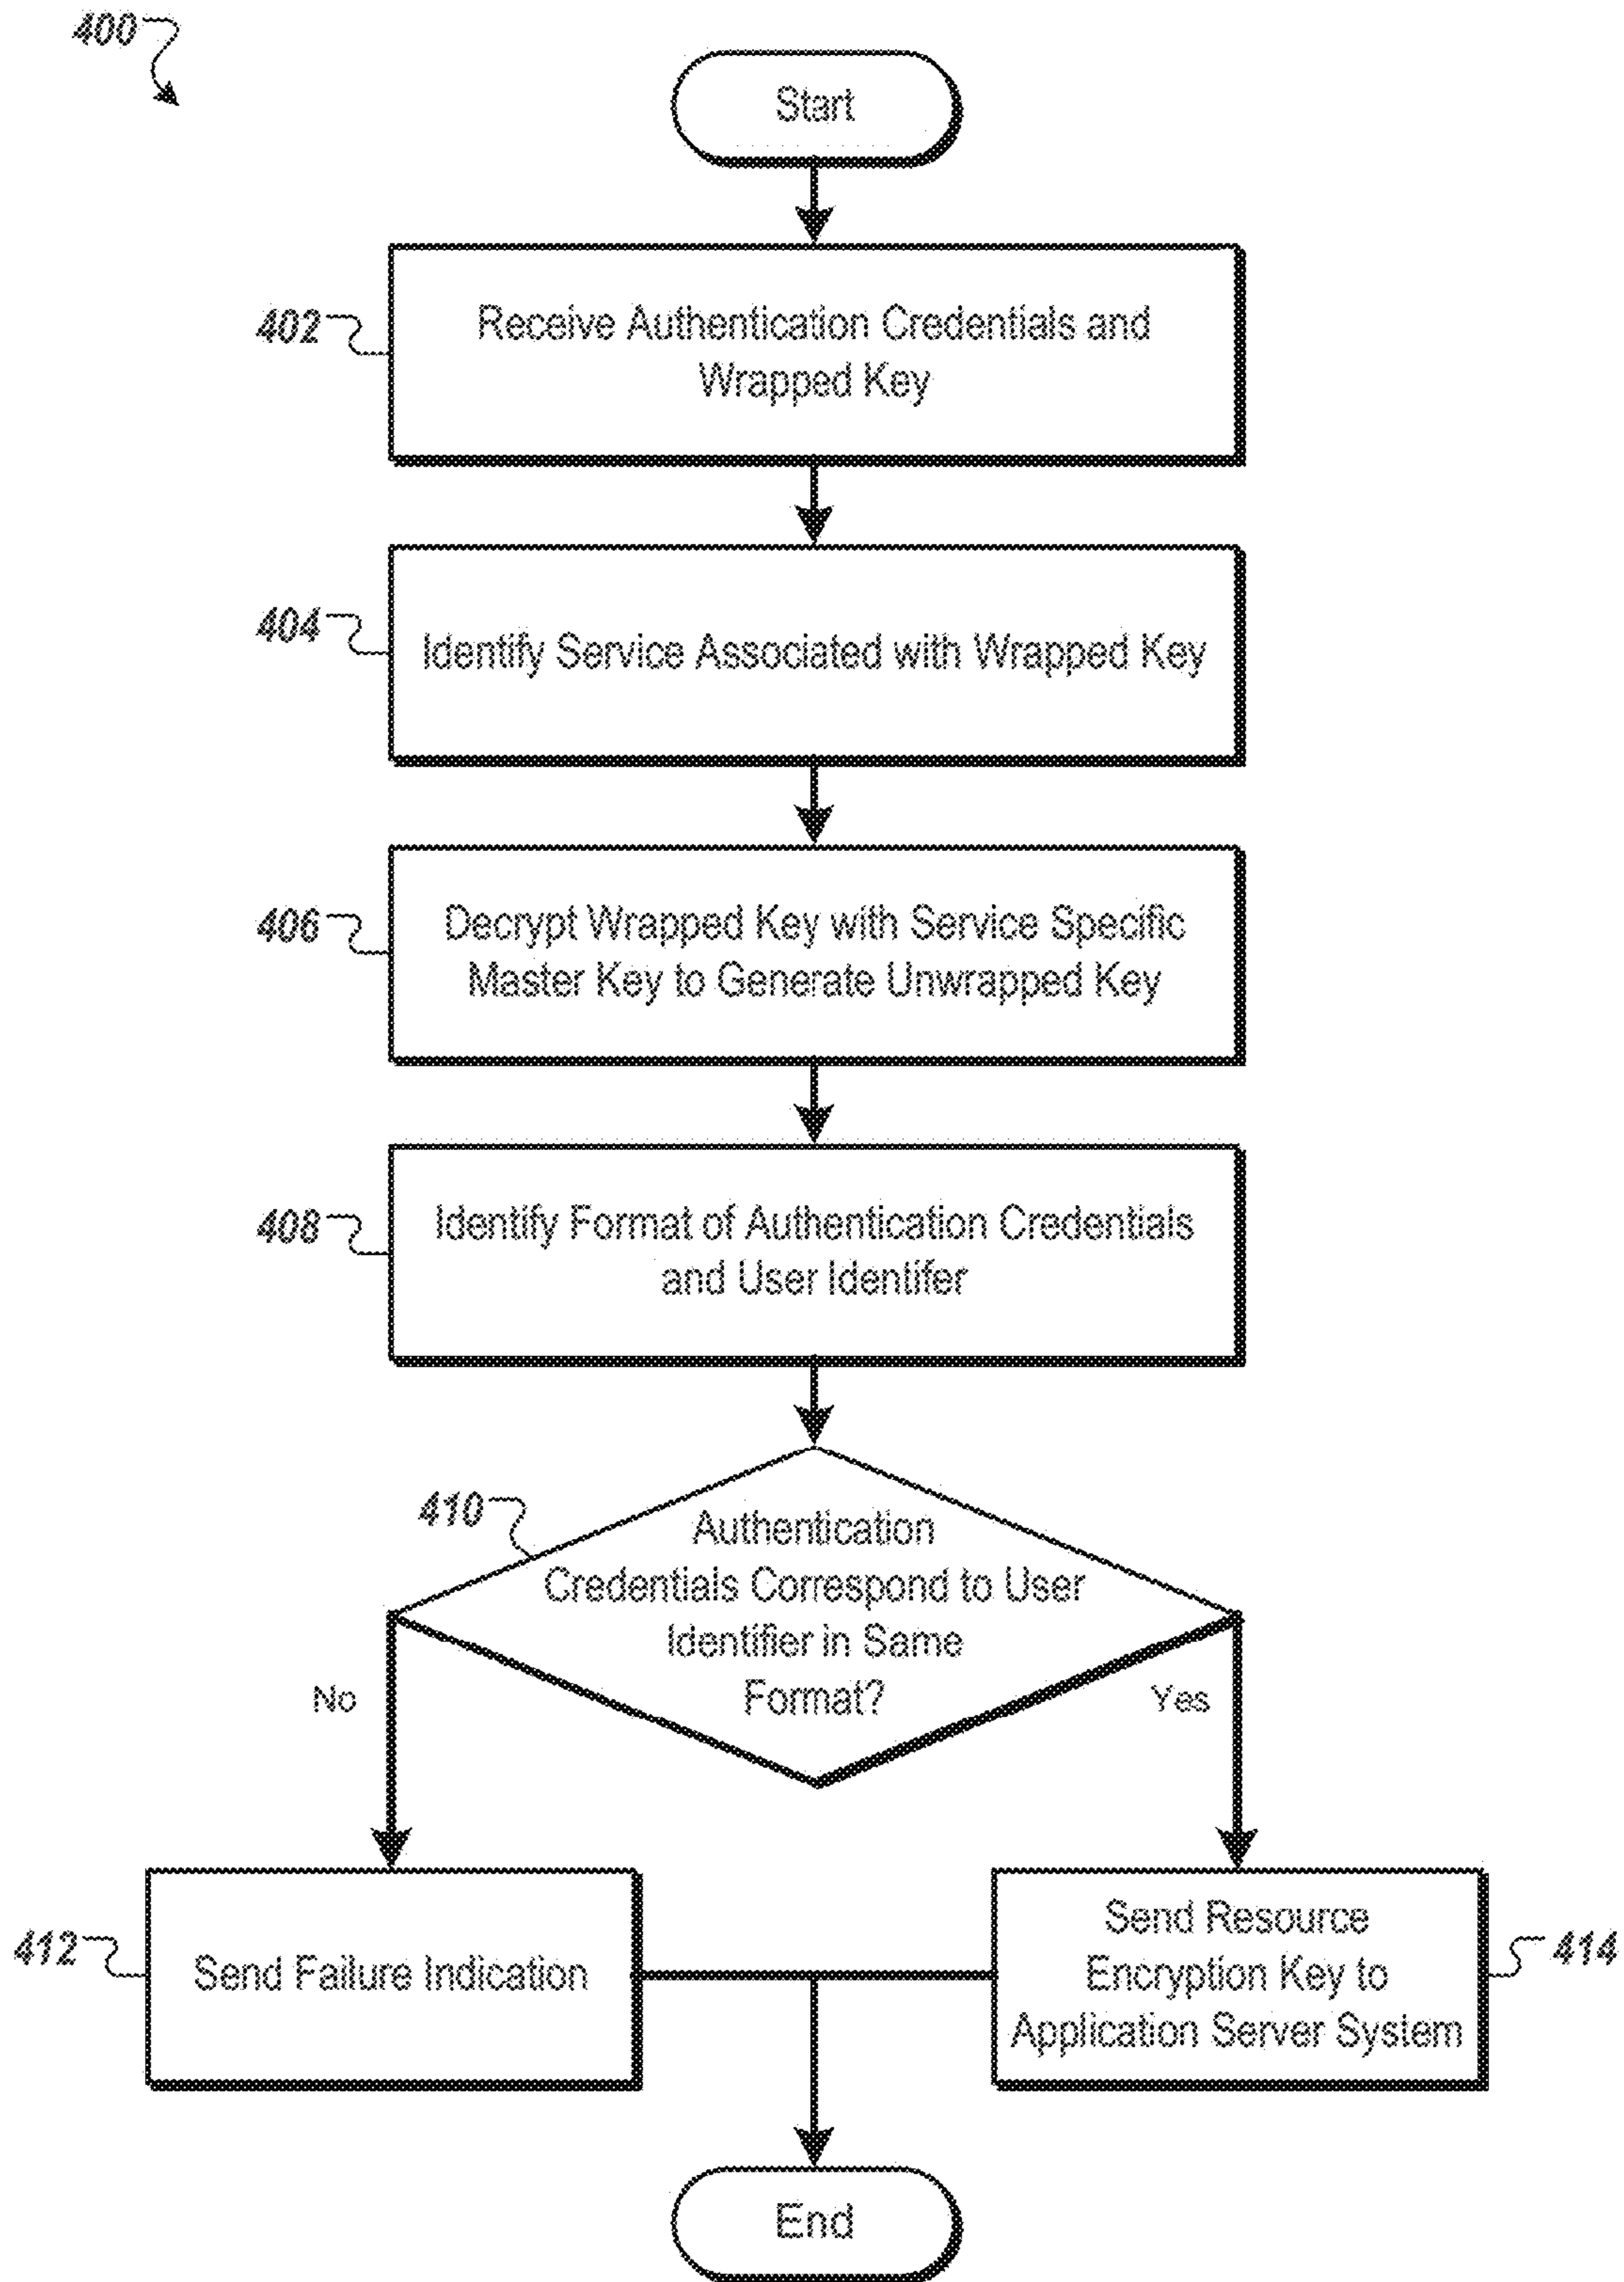 400
Start
402
Receive Authentication Credentials and
Wrapped Key
404
Identify Service Associated with Wrapped Key
406
Decrypt Wrapped Key with Service Specific
Master Key to Generate Unwrapped Key
408
Identify Format of Authentication Credentials
and User Identifer
410
Authentication
Credentials Correspond to User
Identifier in Same
Format?
No
Yes
412
Send Failure Indication
Send Resource
Encryption Key to
Application Server System
414
End